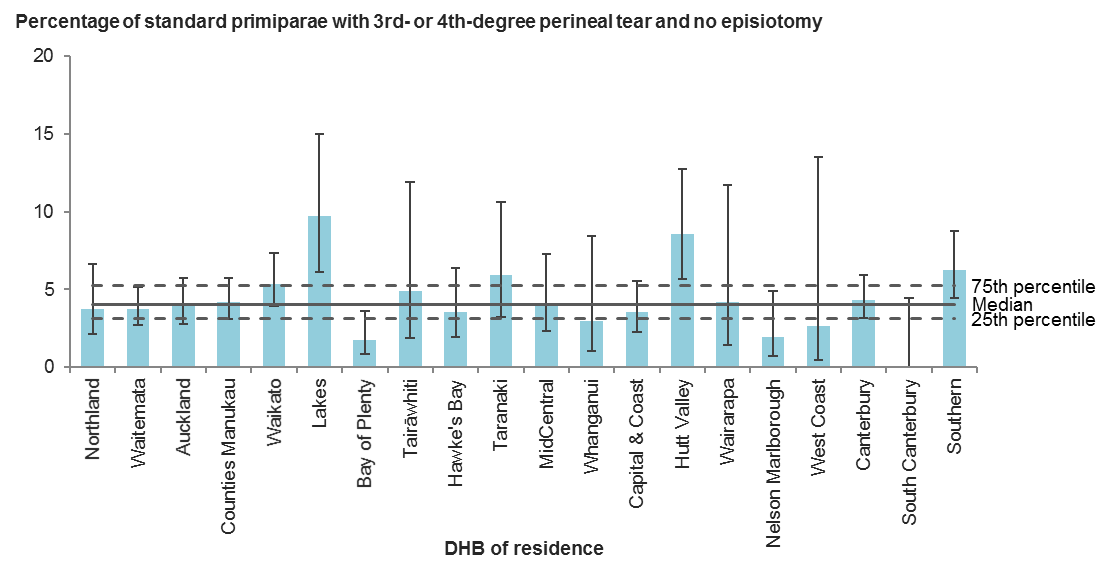 Percentage of standard primiparae with 3rd- or 4th-degree perineal tear and no episiotomy
20
15
10
5
0
75th percentile
Median
25th percentile
Northland
Waitemata
Auckland
Counties Manukau
Waikato
Lakes
Bay of Plenty
Tairāwhiti
Hawke's Bay
Taranaki
MidCentral
Whanganui
Capital & Coast
Hutt Valley
Wairarapa
Nelson Marlborough
West Coast
Canterbury
South Canterbury
Southern
DHB of residence